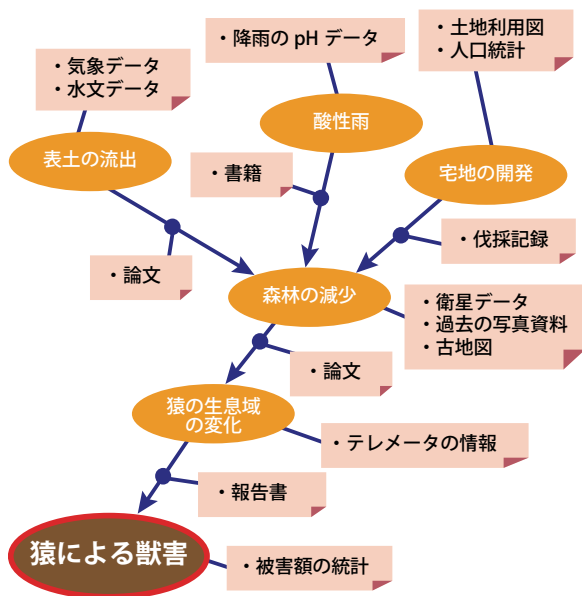 ・降雨の pH データ
・土地利用図
・人口統計
・気象データ
・水文データ
酸性雨
表土の流出
宅地の開発
・書籍
・伐採記録
・論文
森林の減少
・衛星データ
・過去の写真資料
・古地図
・論文
猿の生息域
の変化
・テレメータの情報
・報告書
猿による獣害
・被害額の統計